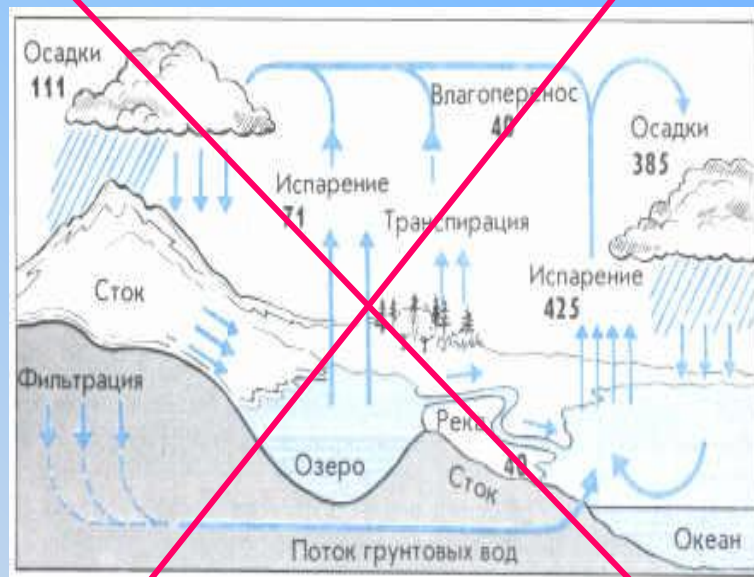 Осадки
111
Влагоперенос
40
Осадки
385
Испарение
71
Транспирация
Испарение
425
Сток
Фильтрация
Река
40
Озеро
Сток
Поток грунтовых вод
Океан